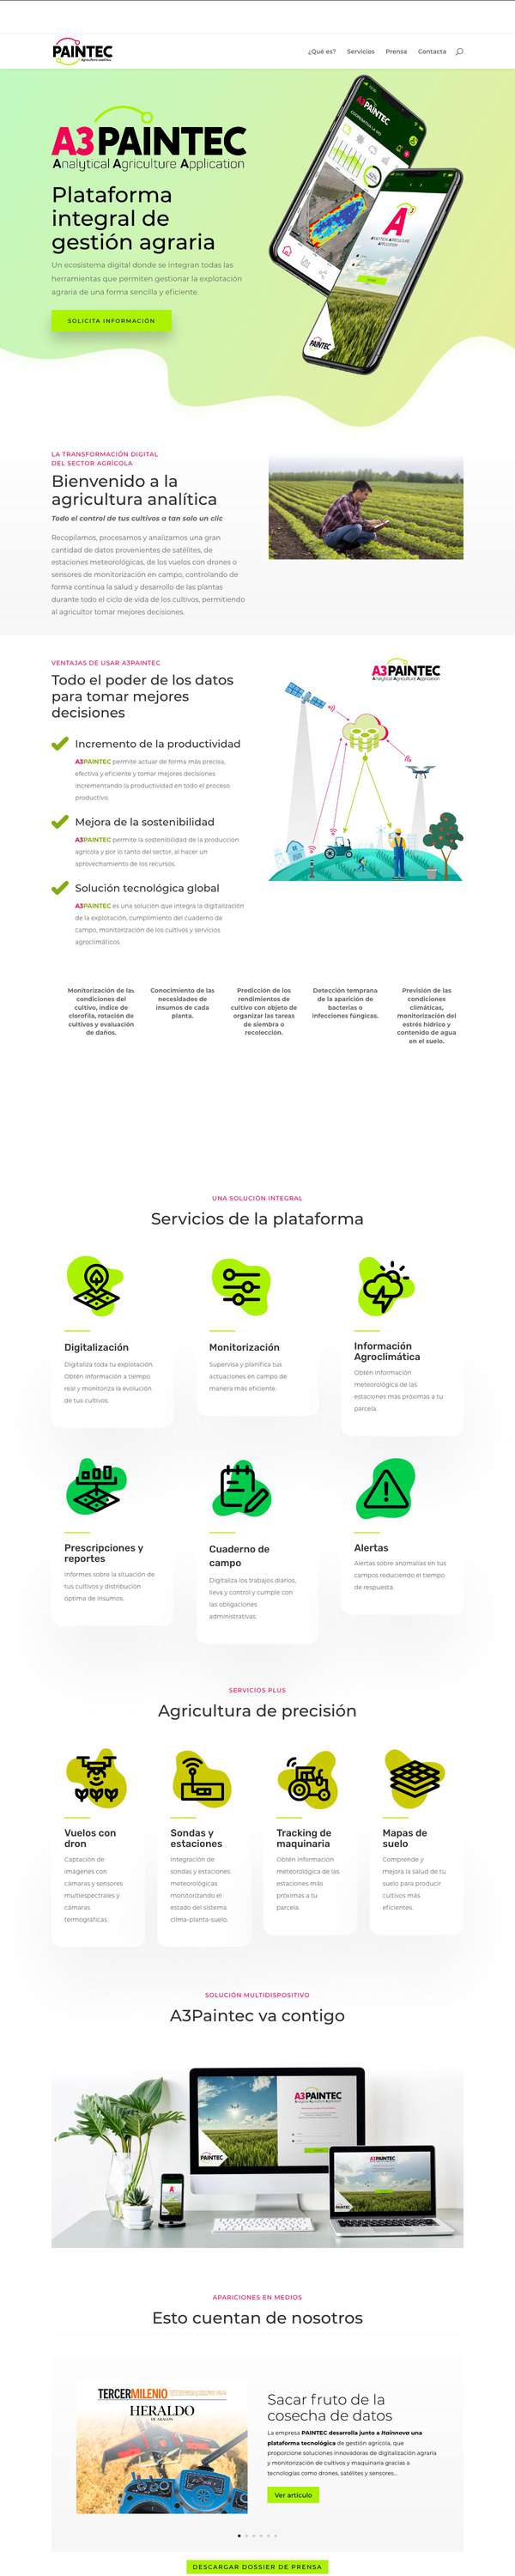 PAINTEC
¿Qué es?
Servicios
Prensa
Contacta
A3PAINTEC
Analytical Agriculture Application
Plataforma
integral de
gestión agraria
Un ecosistema digital donde se integran todas las
herramientas que permiten gestionar la explotación
agraria de una forma sencilla y eficiente.
SOLICITA INFORMACIÓN
LA TRANSFORMACIÓN DIGITAL
DEL SECTOR AGRÍCOLA
Bienvenido a la
agricultura analítica
Todo el control de tus cultivos a tan solo un clic
Recopilamos, procesamos y analizamos una gran
cantidad de datos provenientes de satélites, de
estaciones meteorológicas, de los vuelos con drones o
sensores de monitorización en campo, controlando de
forma continua la salud y desarrollo de las plantas
durante todo el ciclo de vida de los cultivos, permitiendo
al agricultor tomar mejores decisiones.
VENTAJAS DE USAR A3PAINTEC
Todo el poder de los datos
para tomar mejores
decisiones
Incremento de la productividad
A3PAINTEC permite actuar de forma más precisa,
efectiva y eficiente y tomar mejores decisiones
incrementando la productividad en todo el proceso
productivo.
Mejora de la sostenibilidad
A3PAINTEC permite la sostenibilidad de la producción
agrícola y por lo tanto del sector, al hacer un
aprovechamiento de los recursos.
Solución tecnológica global
A3PAINTEC es una solución que integra la digitalización
de la explotación, cumplimiento del cuaderno de
campo, monitorización de los cultivos y servicios
agroclimáticos.
A3PAINTEC
Analytical Agriculture Application
Monitorización de las
condiciones del
cultivo, índice de
clorofila, rotación de
cultivos y evaluación
de daños.
Conocimiento de las
necesidades de
insumos de cada
planta.
Predicción de los
rendimientos de
cultivo con objeto de
organizar las tareas
de siembra o
recolección.
Detección temprana
de la aparición de
bacterias o
infecciones fúngicas.
Previsión de las
condiciones
climáticas,
monitorización del
estrés hídrico y
contenido de agua
en el suelo.
UNA SOLUCIÓN INTEGRAL
Servicios de la plataforma
Digitalización
Digitaliza toda tu explotación.
Obtén información a tiempo
real y monitoriza la evolución
de tus cultivos.
Monitorización
Supervisa y planifica tus
actuaciones en campo de
manera más eficiente.
Información
Agroclimática
Obtén información
meteorológica de las
estaciones más próximas a tu
parcela.
Prescripciones y
reportes
Informes sobre la situación de
tus cultivos y distribución
óptima de insumos.
Cuaderno de
campo
Digitaliza los trabajos diarios,
lleva y control y cumple con
las obligaciones
administrativas.
Alertas
Alertas sobre anomalías en tus
campos reduciendo el tiempo
de respuesta.
SERVICIOS PLUS
Agricultura de precisión
Vuelos con
dron
Captación de
imágenes con
cámaras y sensores
multiespectrales y
cámaras
termográficas.
Sondas y
estaciones
Integración de
sondas y estaciones
meteorológicas
monitorizando el
estado del sistema
clima-planta-suelo.
Tracking de
maquinaria
Obtén información
meteorológica de las
estaciones más
próximas a tu
parcela.
Mapas de
suelo
Comprende y
mejora la salud de tu
suelo para producir
cultivos más
eficientes.
SOLUCIÓN MULTIDISPOSITIVO
A3Paintec va contigo
A3PAINTEC
PAINTEC
A3PAINTEC
PAINTEC
APARICIONES EN MEDIOS
Esto cuentan de nosotros
TERCERMILENIO
HERALDO
DE ARAGON
Sacar fruto de la
cosecha de datos
La empresa PAINTEC desarrolla junto a Itainnova una
plataforma tecnológica de gestión agrícola, que
proporcione soluciones innovadoras de digitalización agraria
y monitorización de cultivos y maquinaria gracias a
tecnologías como drones, satélites y sensores...
Ver artículo
DESCARGAR DOSSIER DE PRENSA